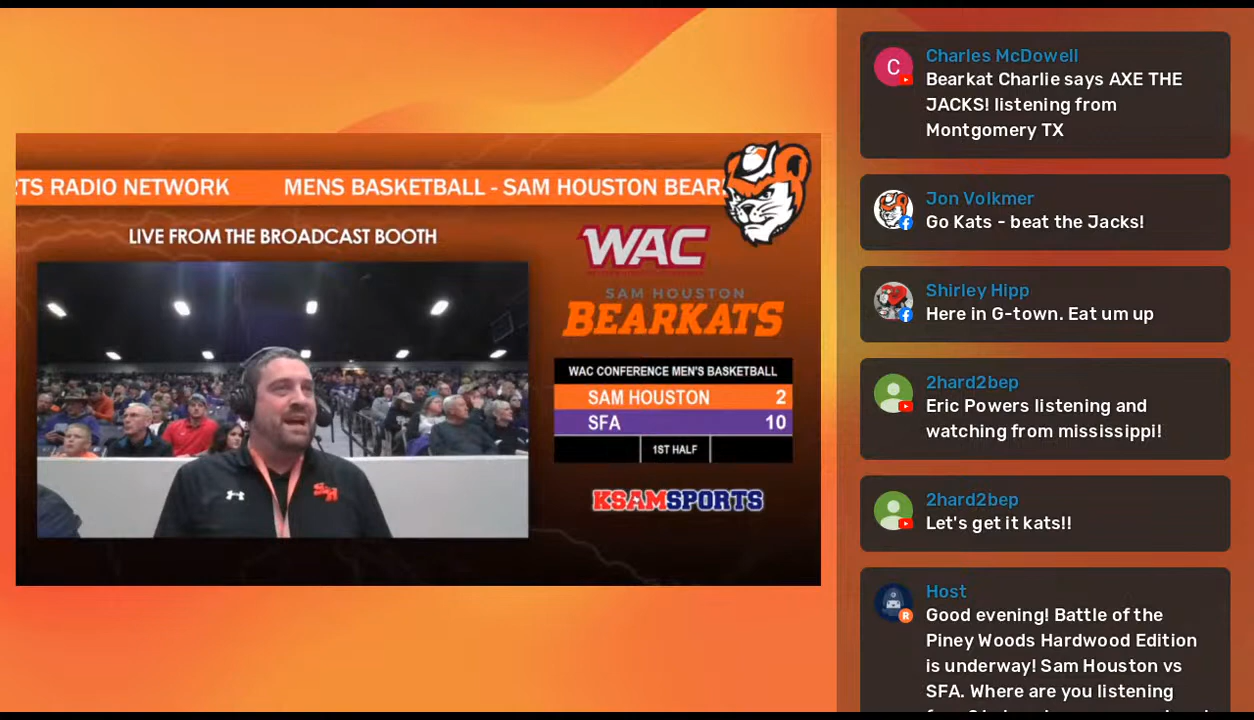 TS RADIO NETWORK MENS BASKETBALL - SAM HOUSTON BEAR
LIVE FROM THE BROADCAST BOOTH
WAC
SAM HOUSTON
BEARKATS
WAC CONFERENCE MEN'S BASKETBALL
SAM HOUSTON 2
SFA 10
1ST HALF
KSAMSPORTS
SH
C
Charles McDowell
Bearkat Charlie says AXE THE
JACKS! listening from
Montgomery TX
Jon Volkmer
Go Kats - beat the Jacks!
Shirley Hipp
Here in G-town. Eat um up
2hard2bep
Eric Powers listening and
watching from mississippi!
2hard2bep
Let's get it kats!!
Host
R
Good evening! Battle of the
Piney Woods Hardwood Edition
is underway! Sam Houston vs
SFA. Where are you listening